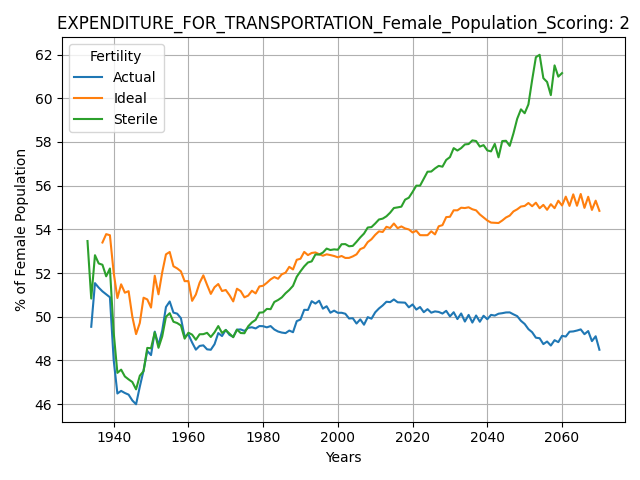 EXPENDITURE_FOR_TRANSPORTATION_Female_Population_Scoring: 2
Fertility
Actual
Ideal
Sterile
% of Female Population
62
60
58
56
54
52
50
48
46
1940 1960 1980 2000 2020 2040 2060
Years